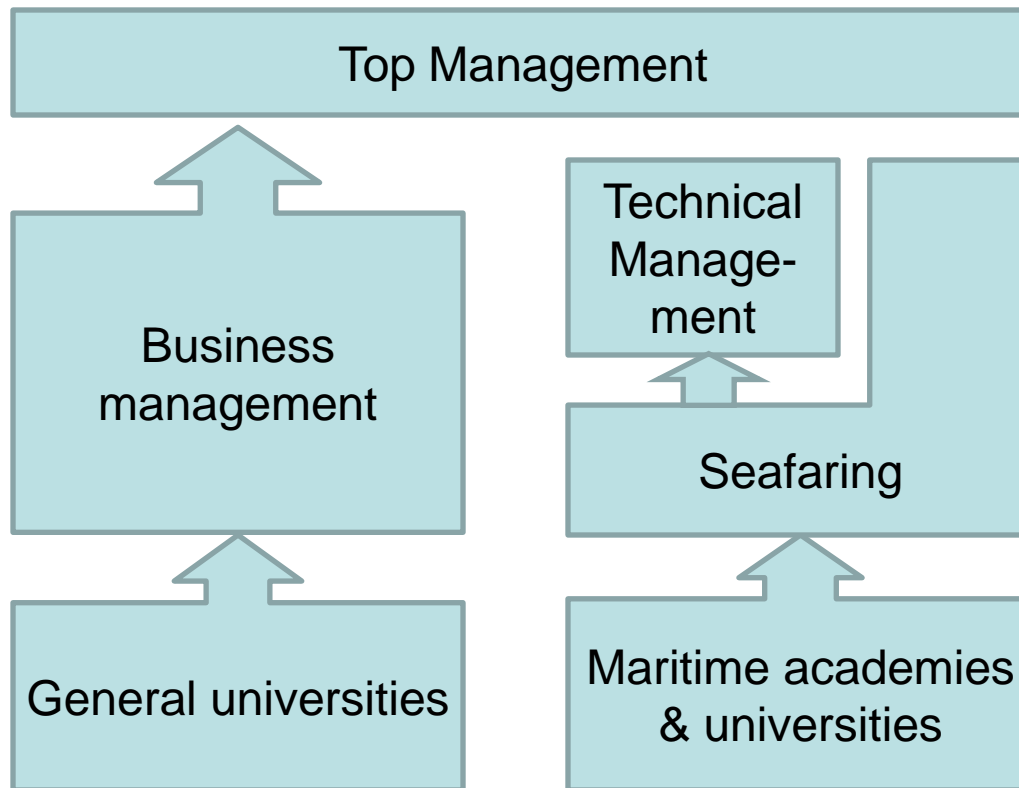 Top Management
Technical
Manage-
ment
Business
management
Seafaring
General universities
Maritime academies
& universities